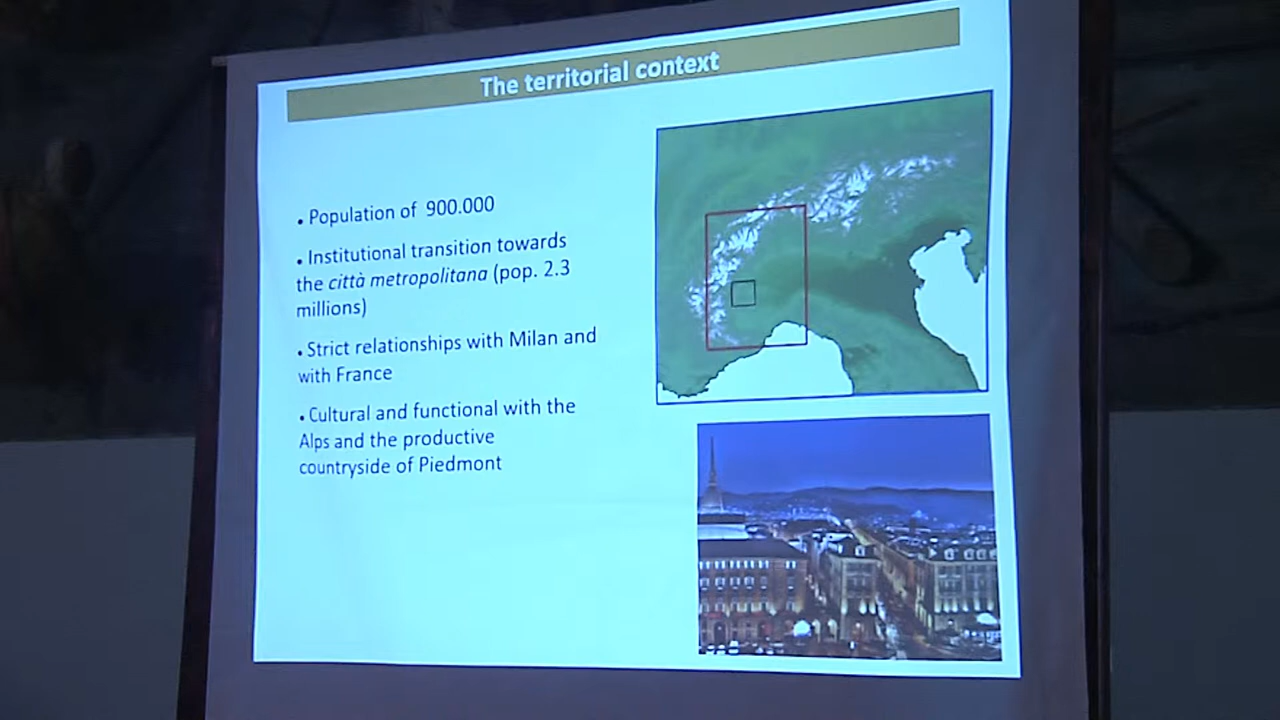 The territorial context
• Population of 900.000
• Institutional transition towards
the città metropolitana (pop. 2.3
millions)
• Strict relationships with Milan and
with France
• Cultural and functional with the
Alps and the productive
countryside of Piedmont